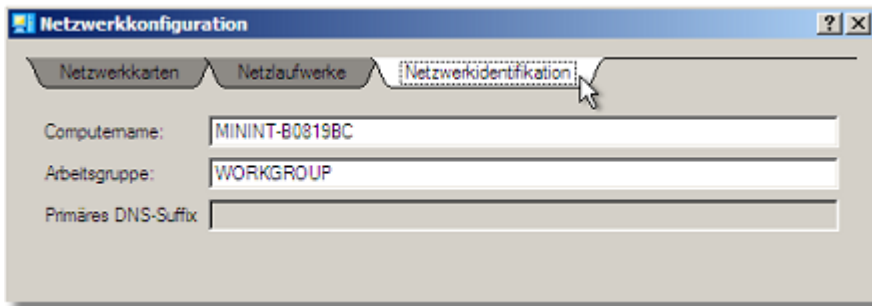 Netzwerkkonfiguration
Netzwerkkarten Netzlaufwerke Netzwerkidentifikation
Computername: MININT-B0819BC
Arbeitsgruppe: WORKGROUP
Primäres DNS-Suffix